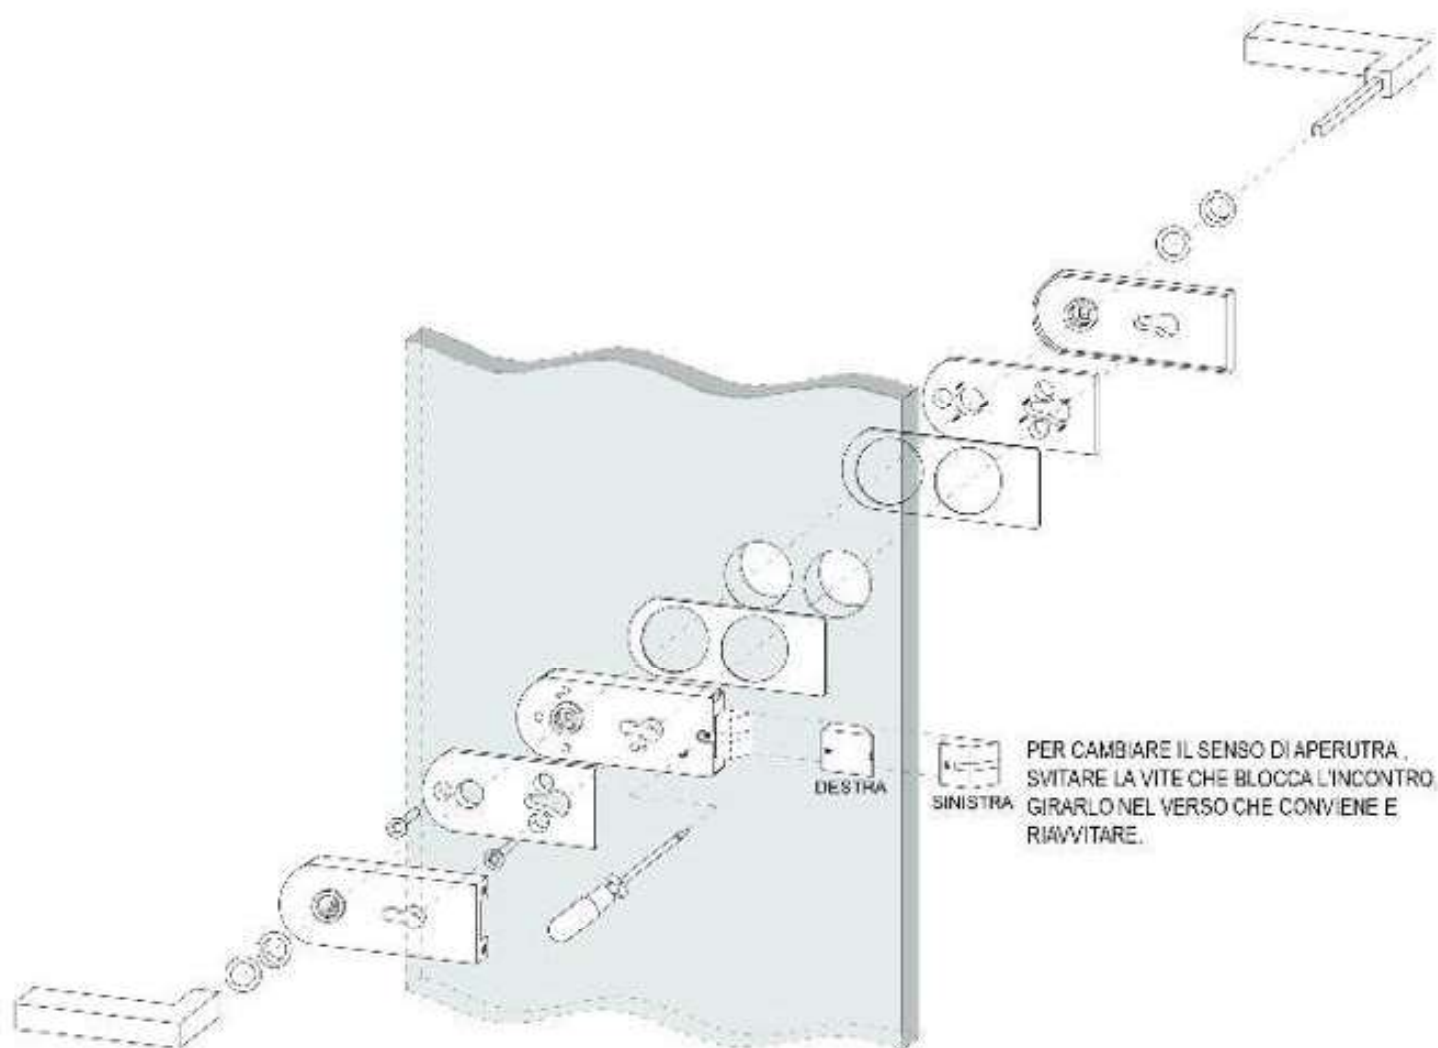 PER CAMBIARE IL SENSO DI APERUTRA ,
SVITARE LA VITE CHE BLOCCA L'INCONTRO,
GIRARLO NEL VERSO CHE CONVIENE E
RIAVVITARE.
DESTRA
SINISTRA